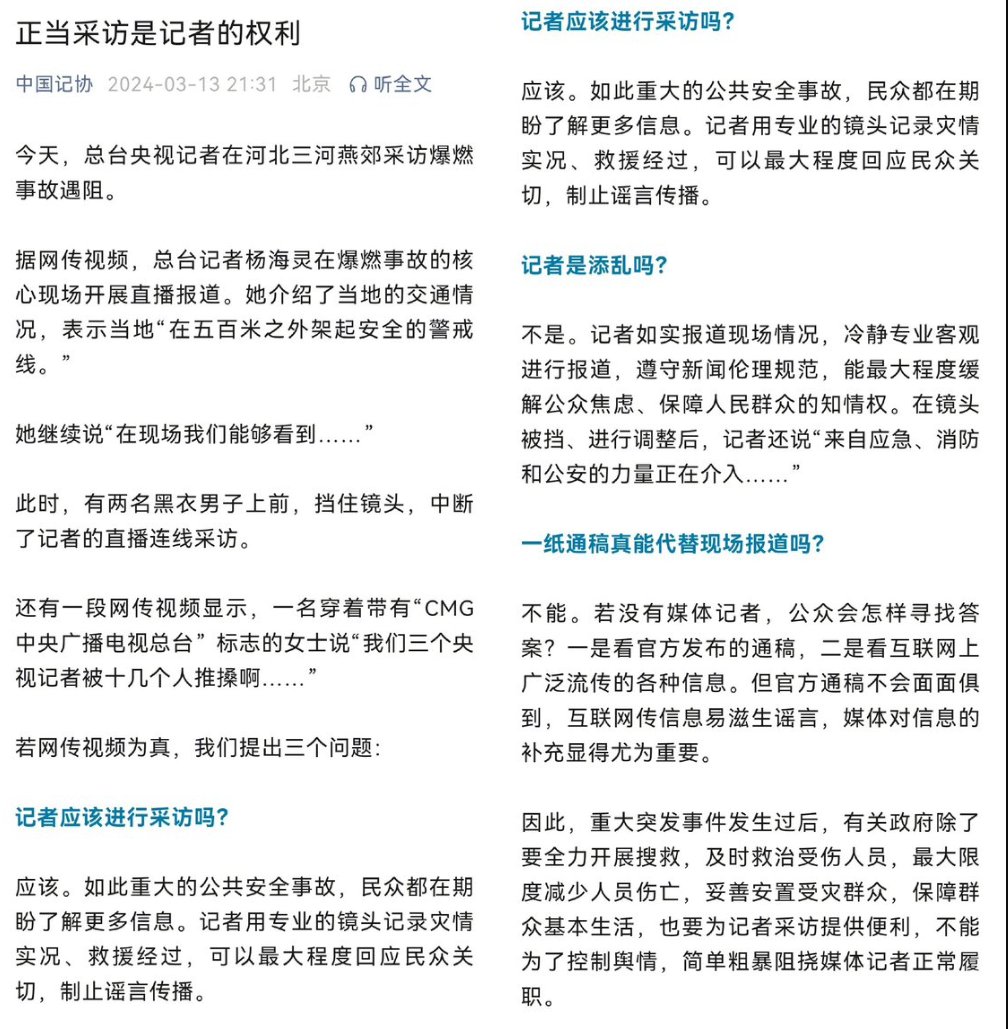 正当采访是记者的权利
中国记协 2024-03-13 21:31 北京 听全文
今天，总台央视记者在河北三河燕郊采访爆燃
事故遇阻。
据网传视频，总台记者杨海灵在爆燃事故的核
心现场开展直播报道。她介绍了当地的交通情
况，表示当地“在五百米之外架起安全的警戒
线。”
她继续说“在现场我们能够看到……”
此时，有两名黑衣男子上前，挡住镜头，中断
了记者的直播连线采访。
还有一段网传视频显示，一名穿着带有“CMG
中央广播电视总台” 标志的女士说“我们三个央
视记者被十几个人推搡啊……”
若网传视频为真，我们提出三个问题：
记者应该进行采访吗？
应该。如此重大的公共安全事故，民众都在期
盼了解更多信息。记者用专业的镜头记录灾情
实况、救援经过，可以最大程度回应民众关
切，制止谣言传播。
记者应该进行采访吗？
应该。如此重大的公共安全事故，民众都在期
盼了解更多信息。记者用专业的镜头记录灾情
实况、救援经过，可以最大程度回应民众关
切，制止谣言传播。
记者是添乱吗？
不是。记者如实报道现场情况，冷静专业客观
进行报道，遵守新闻伦理规范，能最大程度缓
解公众焦虑、保障人民群众的知情权。在镜头
被挡、进行调整后，记者还说“来自应急、消防
和公安的力量正在介入……”
一纸通稿真能代替现场报道吗？
不能。若没有媒体记者，公众会怎样寻找答
案？一是看官方发布的通稿，二是看互联网上
广泛流传的各种信息。但官方通稿不会面面俱
到，互联网传信息易滋生谣言，媒体对信息的
补充显得尤为重要。
因此，重大突发事件发生过后，有关政府除了
要全力开展搜救，及时救治受伤人员，最大限
度减少人员伤亡，妥善安置受灾群众，保障群
众基本生活，也要为记者采访提供便利，不能
为了控制舆情，简单粗暴阻挠媒体记者正常履
职。